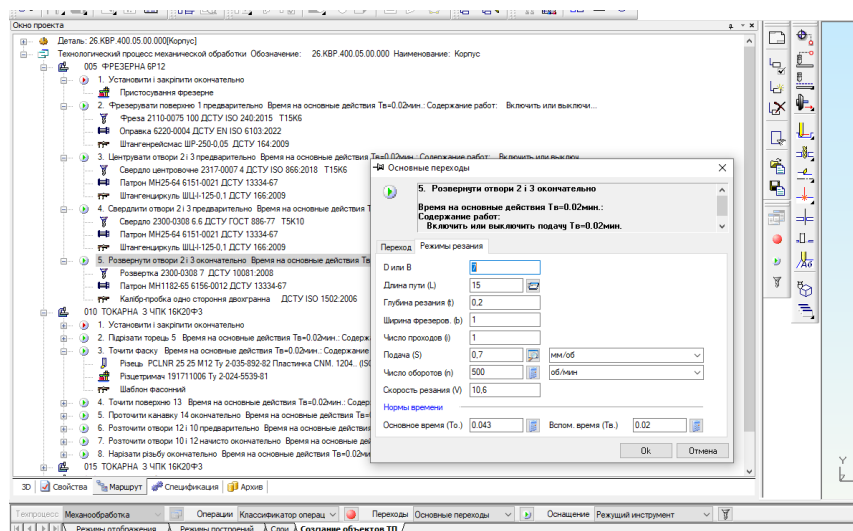 Окно проекта
Деталь: 26.КВР.400.05.00.000[Корпус]
Технологический процесс механической обработки Обозначение: 26.КВР.400.05.00.000 Наименование: Корпус
005 ФРЕЗЕРНА 6Р12
1. Установити і закріпити окончательно
Пристосування фрезерне
2. Фрезерувати поверхню 1 предварительно Время на основные действия Тв=0.02мин.: Содержание работ: Включить или выключи...
Фреза 2110-0075 100 ДСТУ ISO 240:2015 Т15К6
Оправка 6220-0004 ДСТУ EN ISO 6103:2022
Штангенрейсмас ШР-250-0,05 ДСТУ 164:2009
3. Центрувати отвори 2 і 3 предварительно Время на основные действия Тв=0.02мин.: Содержание работ: Включить или выключ
Свердло центровочне 2317-0007 4 ДСТУ ISO 866:2018 Т15К6
Патрон МН25-64 6151-0021 ДСТУ 13334-67
Штангенциркуль ШЦ-І-125-0,1 ДСТУ 166:2009
4. Свердлити отвори 2 і 3 предварительно Время на основные действия Т
Свердло 2300-0308 6.6 ДСТУ ГОСТ 886-77 Т5К10
Патрон МН25-64 6151-0021 ДСТУ 13334-67
Штангенциркуль ШЦ-І-125-0,1 ДСТУ 166:2009
5. Розвернути отвори 2 і 3 окончательно Время на основные действия Тв
Розвертка 2300-0308 7 ДСТУ 10081:2008
Патрон МН1182-65 6156-0012 ДСТУ 13334-67
Калібр-пробка одно стороння двохгранна ДСТУ ISO 1502:2006
010 ТОКАРНА З ЧПК 16К20Ф3
1. Установити і закріпити окончательно
2. Підрізати торець 5 Время на основные действия Тв=0.02мин.: Содерж
3. Точити фаску Время на основные действия Тв=0.02мин.: Содержание
Різець PCLNR 25 25 M12 Ту 2-035-892-82 Пластинка CNM. 1204.. (ISO
Різцетримач 191711006 Ту 2-024-5539-81
Шаблон фасонний
4. Точити поверхню 13 Время на основные действия Тв=0.02мин.: Содер
5. Проточити канавку 14 окончательно Время на основные действия Тв=
6. Розточити отвори 12 і 10 предварительно Время на основные действия
7. Розточити отвори 10 і 12 начисто окончательно Время на основные дей
8. Нарізати різьбу окончательно Время на основные действия Тв=0.02ми
015 ТОКАРНА З ЧПК 16К20Ф3
Основные переходы
5. Розвернути отвори 2 і 3 окончательно
Время на основные действия Тв=0.02мин.:
Содержание работ:
Включить или выключить подачу Тв=0.02мин.
Переход Режимы резания
D или B 7
Длина пути (L) 15
Глубина резания (t) 0,2
Ширина фрезеров. (b) 1
Число проходов (i) 1
Подача (S) 0,7 мм/об
Число оборотов (n) 500 об/мин
Скорость резания (V) 10,6
Нормы времени
Основное время (То.) 0.043 Вспом. время (Тв.) 0.02
Ok Отмена
3D Свойства Маршрут Спецификация Архив
Техпроцесс Механообработка Операции Классификатор операц Переходы Основные переходы Оснащение Режущий инструмент
Режимы отображения Режимы построений Слои Создание объектов ТП
Y
Z